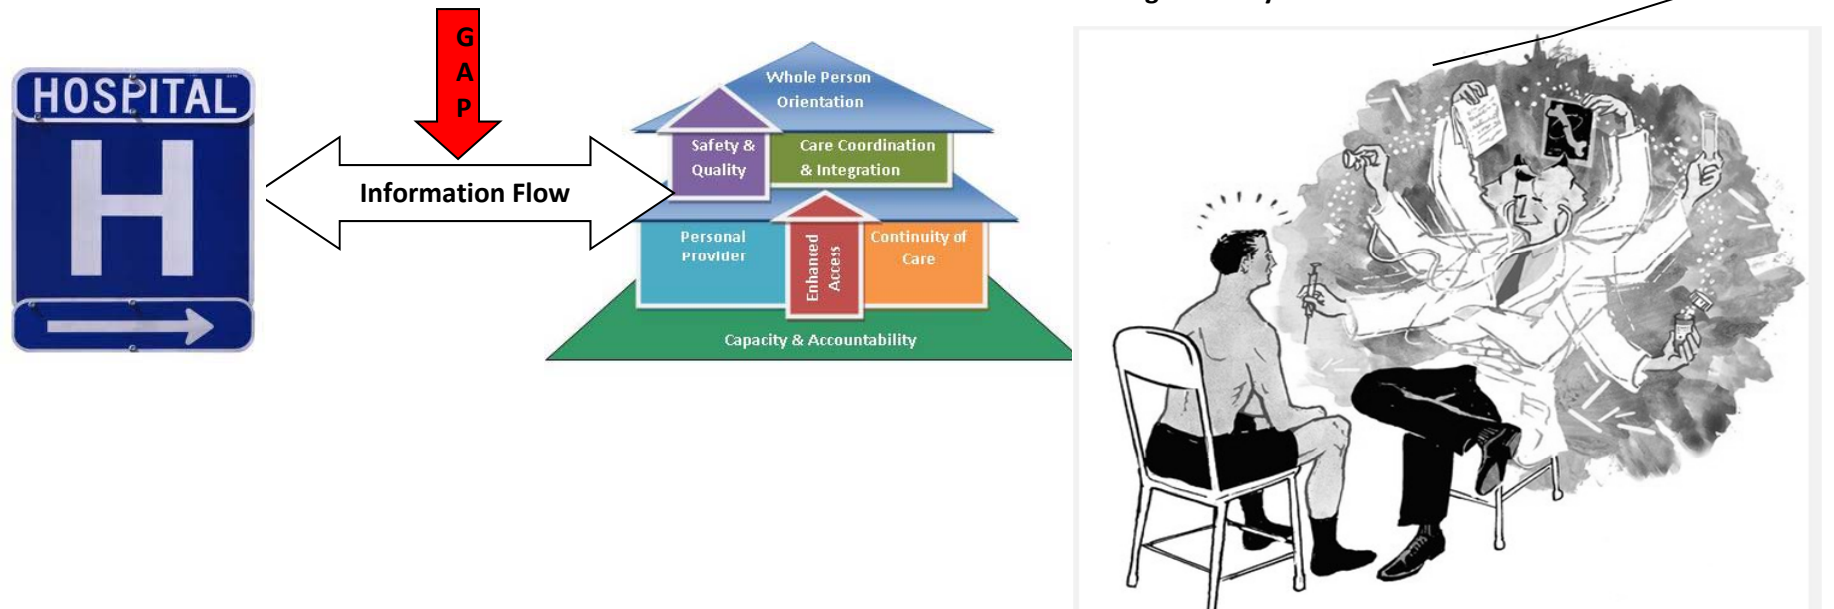 G
A
P
HOSPITAL
H
Information Flow
Whole Person
Orientation
Safety &
Quality
Care Coordination
& Integration
Personal
Provider
Enhanced
Access
Continuity of
Care
Capacity & Accountability